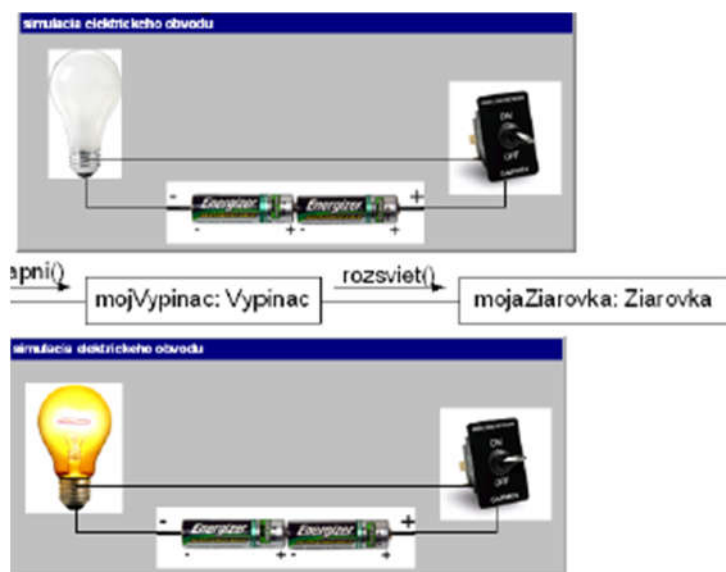 simulacia elektrickeho obvodu
ON
OFF
- Energizer Energizer +
- + - +
apni()
mojVypinac: Vypinac
rozsviet()
mojaZiarovka: Ziarovka
simulacia elektrickeho obvodu
ON
OFF
- Energizer Energizer +
- + - +